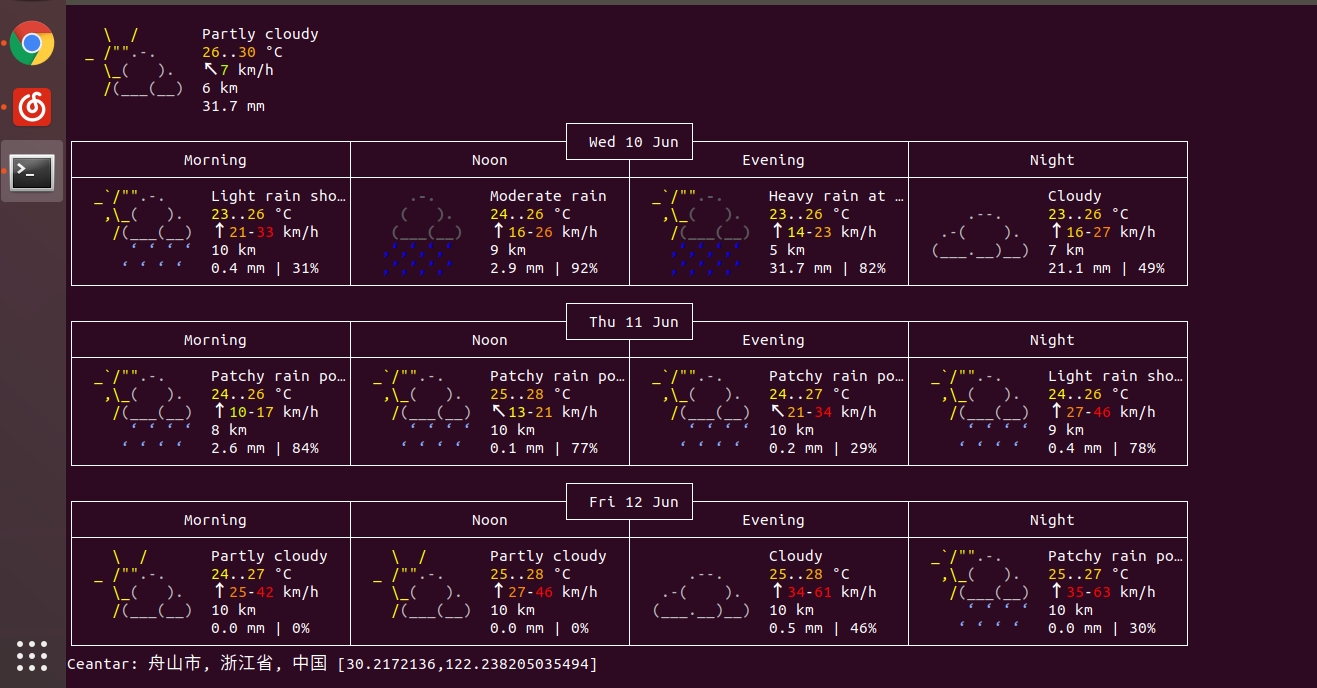 Partly cloudy
26..30 °C
↖7 km/h
6 km
31.7 mm
Wed 10 Jun
Morning Noon Evening Night
Light rain sho… Moderate rain Heavy rain at … Cloudy
23..26 °C 24..26 °C 23..26 °C 23..26 °C
↑21-33 km/h ↑16-26 km/h ↑14-23 km/h ↑16-27 km/h
10 km 9 km 5 km 7 km
0.4 mm | 31% 2.9 mm | 92% 31.7 mm | 82% 21.1 mm | 49%
Thu 11 Jun
Morning Noon Evening Night
Patchy rain po… Patchy rain po… Patchy rain po… Light rain sho…
24..26 °C 25..28 °C 24..27 °C 24..26 °C
↑10-17 km/h ↖13-21 km/h ↖21-34 km/h ↑27-46 km/h
8 km 10 km 10 km 9 km
2.6 mm | 84% 0.1 mm | 77% 0.2 mm | 29% 0.4 mm | 78%
Fri 12 Jun
Morning Noon Evening Night
Partly cloudy Partly cloudy Cloudy Patchy rain po…
24..27 °C 25..28 °C 25..28 °C 25..27 °C
↑25-42 km/h ↑27-46 km/h ↑34-61 km/h ↑35-63 km/h
10 km 10 km 10 km 10 km
0.0 mm | 0% 0.0 mm | 0% 0.5 mm | 46% 0.0 mm | 30%
Ceantar: 舟山市, 浙江省, 中国 [30.2172136,122.238205035494]